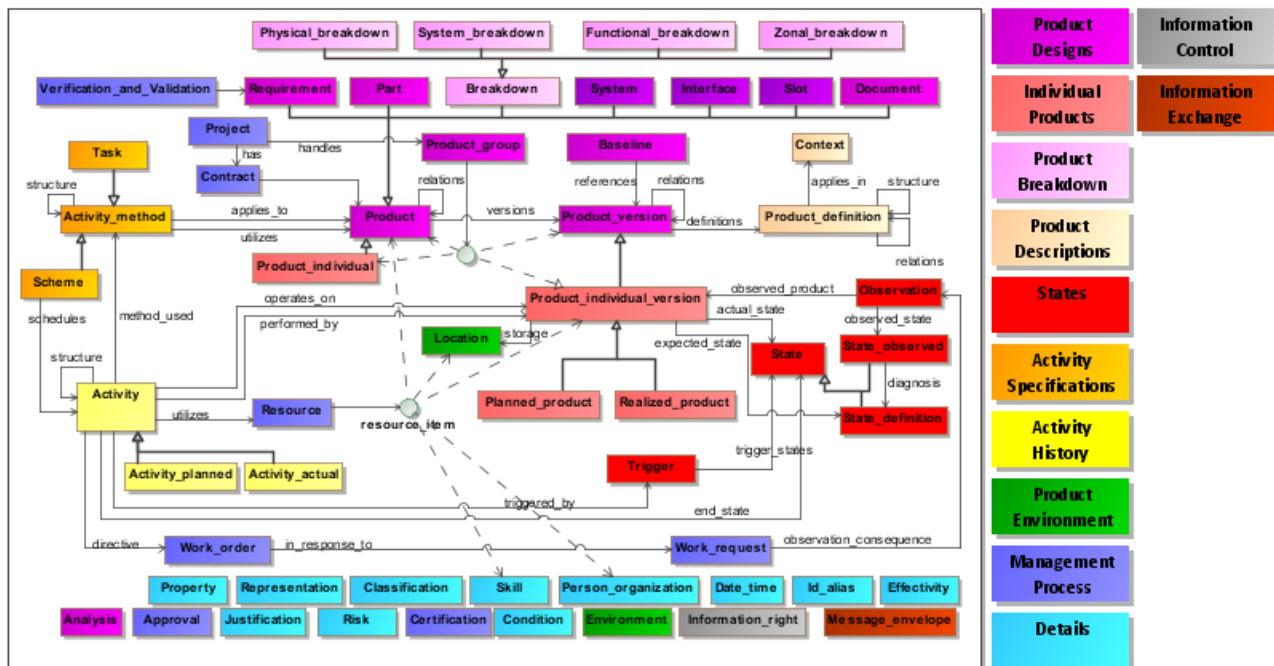 Physical_breakdown
System_breakdown
Functional_breakdown
Zonal_breakdown
Verification_and_Validation
Requirement
Part
Breakdown
System
Interface
Slot
Document
Project
has
handles
Product_group
Baseline
Context
Task
Contract
relations
references
relations
applies_in
structure
structure
Activity_method
applies_to
Product
versions
Product_version
definitions
Product_definition
utilizes
Product_individual
relations
Scheme
operates_on
Product_individual_version
observed_product
Observation
schedules
method_used
performed_by
actual_state
observed_state
Location
storage
expected_state
State
State_observed
structure
Activity
diagnosis
utilizes
Resource
resource_item
Planned_product
Realized_product
State_definition
trigger_states
Activity_planned
Activity_actual
Trigger
triggered_by
end_state
directive
Work_order
in_response_to
Work_request
observation_consequence
Property
Representation
Classification
Skill
Person_organization
Date_time
Id_alias
Effectivity
Analysis
Approval
Justification
Risk
Certification
Condition
Environment
Information_right
Message_envelope
Product
Designs
Information
Control
Individual
Products
Information
Exchange
Product
Breakdown
Product
Descriptions
States
Activity
Specifications
Activity
History
Product
Environment
Management
Process
Details